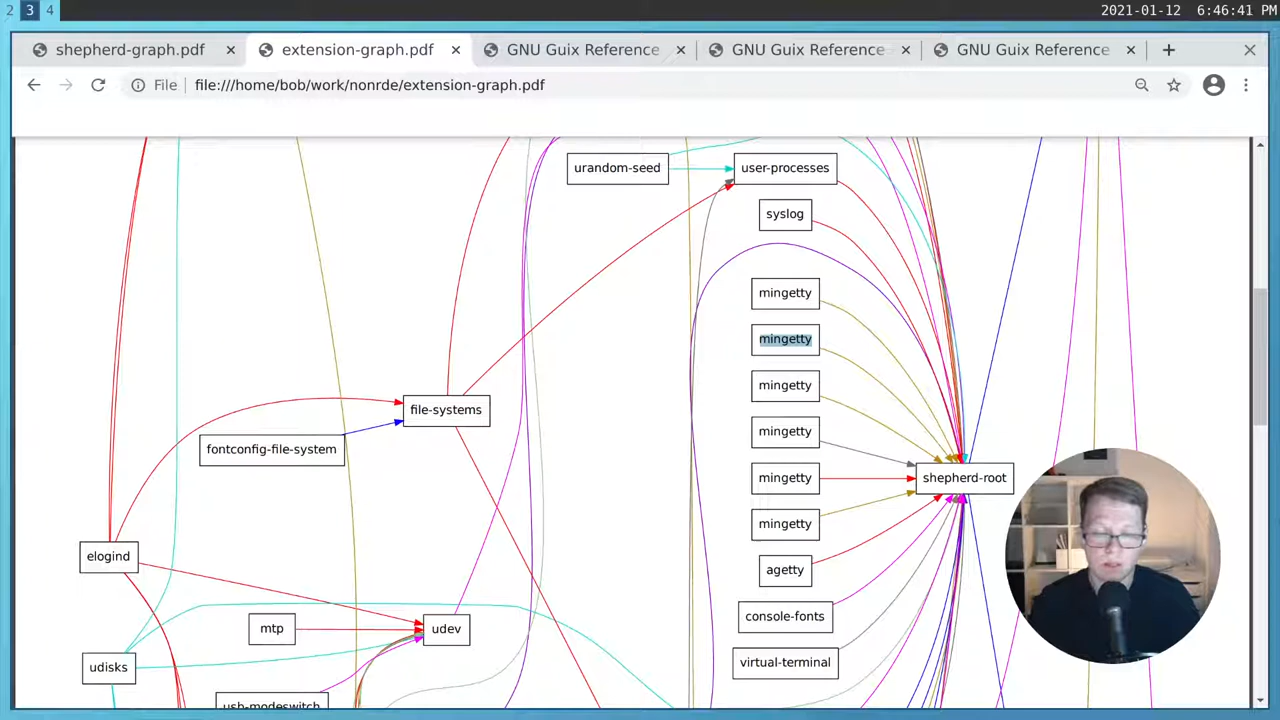 2 3 4 2021-01-12 6:46:41 PM
shepherd-graph.pdf extension-graph.pdf GNU Guix Reference GNU Guix Reference GNU Guix Reference
File file:///home/bob/work/nonrde/extension-graph.pdf
urandom-seed user-processes
syslog
mingetty
mingetty
mingetty
file-systems
mingetty
fontconfig-file-system
mingetty shepherd-root
mingetty
elogind
agetty
console-fonts
mtp udev
virtual-terminal
udisks
usb-modeswitch